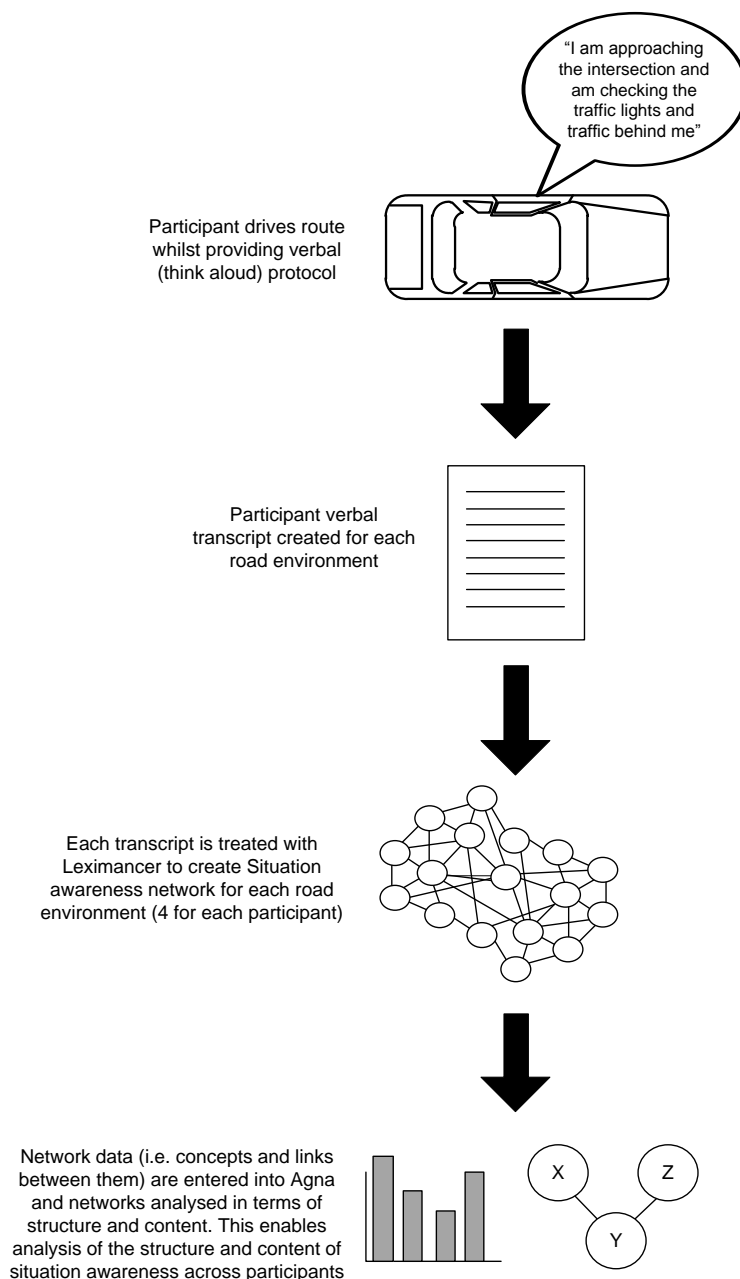 “I am approaching
the intersection and
am checking the
traffic lights and
traffic behind me”
Participant drives route
whilst providing verbal
(think aloud) protocol
Participant verbal
transcript created for each
road environment
Each transcript is treated with
Leximancer to create Situation
awareness network for each road
environment (4 for each participant)
Network data (i.e. concepts and links
between them) are entered into Agna
and networks analysed in terms of
structure and content. This enables
analysis of the structure and content of
situation awareness across participants
X
Z
Y